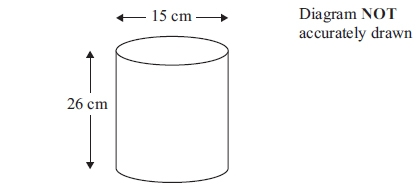 15 cm
Diagram NOT
accurately drawn
26 cm